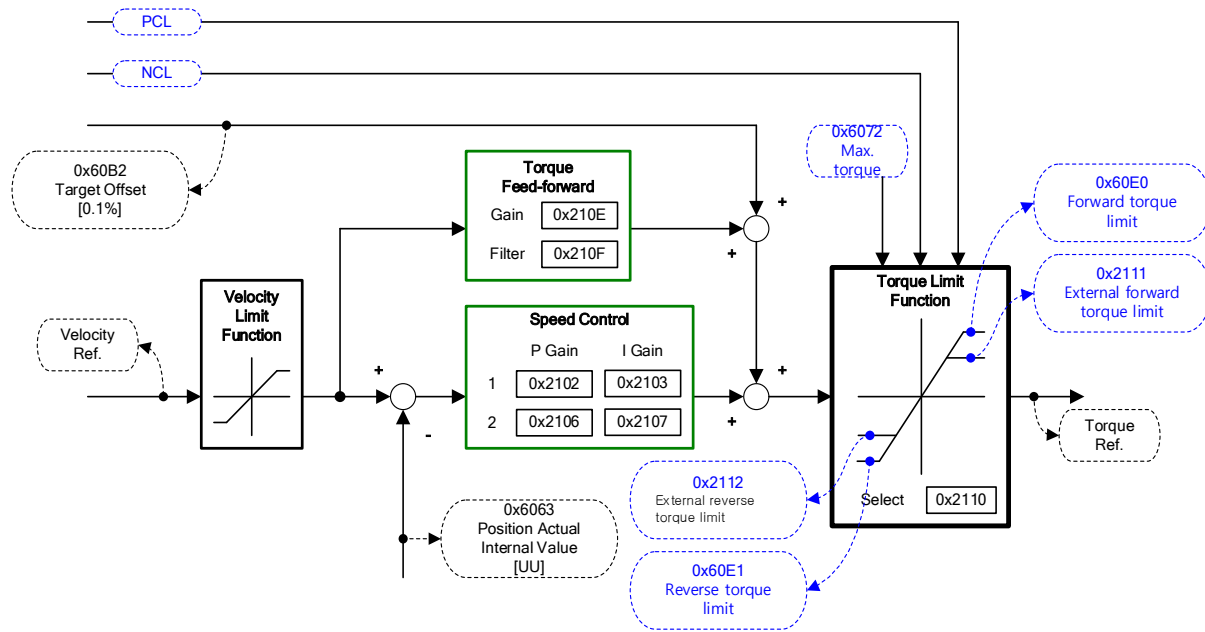 PCL
NCL
0x60B2
Target Offset
[0.1%]
Torque
Feed-forward
Gain
0x210E
Filter
0x210F
+
+
0x6072
Max.
torque
0x60E0
Forward torque
limit
0x2111
External forward
torque limit
Velocity
Ref.
Velocity
Limit
Function
+
-
Speed Control
P Gain
I Gain
1
0x2102
0x2103
2
0x2106
0x2107
+
+
Torque Limit
Function
Select
0x2110
Torque
Ref.
0x2112
External reverse
torque limit
0x60E1
Reverse torque
limit
0x6063
Position Actual
Internal Value
[UU]